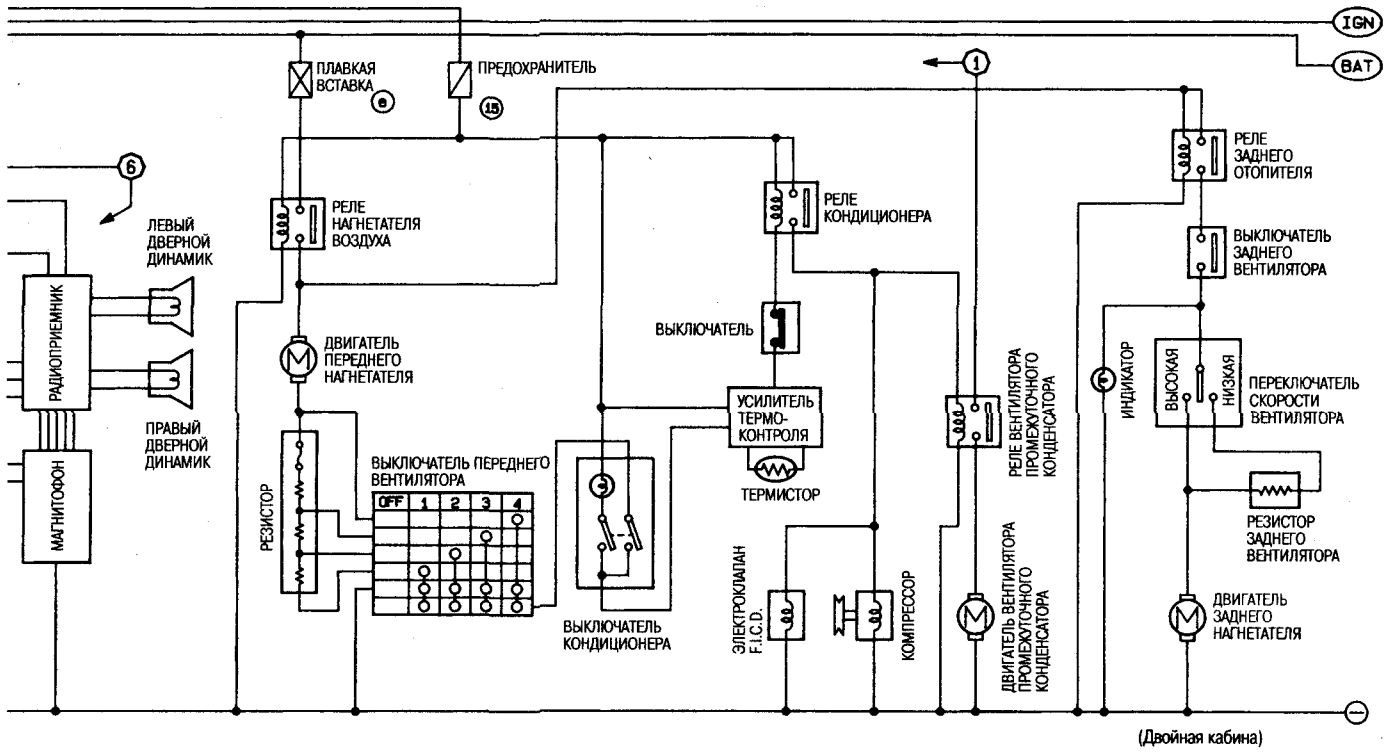 IGN
BAT
ПЛАВКАЯ
ВСТАВКА
e
ПРЕДОХРАНИТЕЛЬ
15
1
6
РЕЛЕ
ЗАДНЕГО
ОТОПИТЕЛЯ
РЕЛЕ
НАГНЕТАТЕЛЯ
ВОЗДУХА
РЕЛЕ
КОНДИЦИОНЕРА
ЛЕВЫЙ
ДВЕРНОЙ
ДИНАМИК
ВЫКЛЮЧАТЕЛЬ
ЗАДНЕГО
ВЕНТИЛЯТОРА
РАДИОПРИЕМНИК
ВЫКЛЮЧАТЕЛЬ
M
ДВИГАТЕЛЬ
ПЕРЕДНЕГО
НАГНЕТАТЕЛЯ
ИНДИКАТОР
ВЫСОКАЯ
НИЗКАЯ
ПЕРЕКЛЮЧАТЕЛЬ
СКОРОСТИ
ВЕНТИЛЯТОРА
УСИЛИТЕЛЬ
ТЕРМО-
КОНТРОЛЯ
ТЕРМИСТОР
РЕЛЕ ВЕНТИЛЯТОРА
ПРОМЕЖУТОЧНОГО
КОНДЕНСАТОРА
ПРАВЫЙ
ДВЕРНОЙ
ДИНАМИК
МАГНИТОФОН
РЕЗИСТОР
ВЫКЛЮЧАТЕЛЬ ПЕРЕДНЕГО
ВЕНТИЛЯТОРА
OFF 1 2 3 4
РЕЗИСТОР
ЗАДНЕГО
ВЕНТИЛЯТОРА
ВЫКЛЮЧАТЕЛЬ
КОНДИЦИОНЕРА
ЭЛЕКТРОКЛАПАН
F.I.C.D.
КОМПРЕССОР
M
ДВИГАТЕЛЬ ВЕНТИЛЯТОРА
ПРОМЕЖУТОЧНОГО
КОНДЕНСАТОРА
M
ДВИГАТЕЛЬ
ЗАДНЕГО
НАГНЕТАТЕЛЯ
(Двойная кабина)